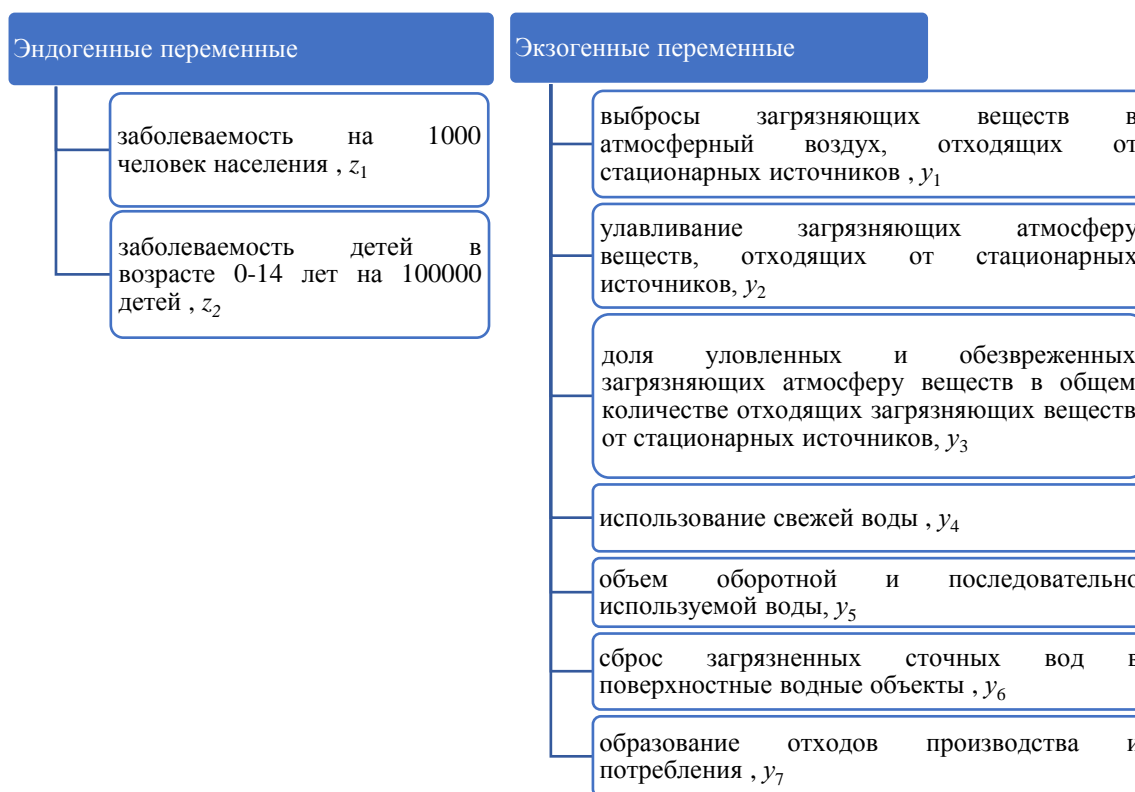 Эндогенные переменные
заболеваемость на 1000
человек населения , z1
заболеваемость детей в
возрасте 0-14 лет на 100000
детей , z2
Экзогенные переменные
выбросы загрязняющих веществ в
атмосферный воздух, отходящих от
стационарных источников , y1
улавливание загрязняющих атмосферу
веществ, отходящих от стационарных
источников, y2
доля уловленных и обезвреженных
загрязняющих атмосферу веществ в общем
количестве отходящих загрязняющих веществ
от стационарных источников, y3
использование свежей воды , y4
объем оборотной и последовательно
используемой воды, y5
сброс загрязненных сточных вод в
поверхностные водные объекты , y6
образование отходов производства и
потребления , y7